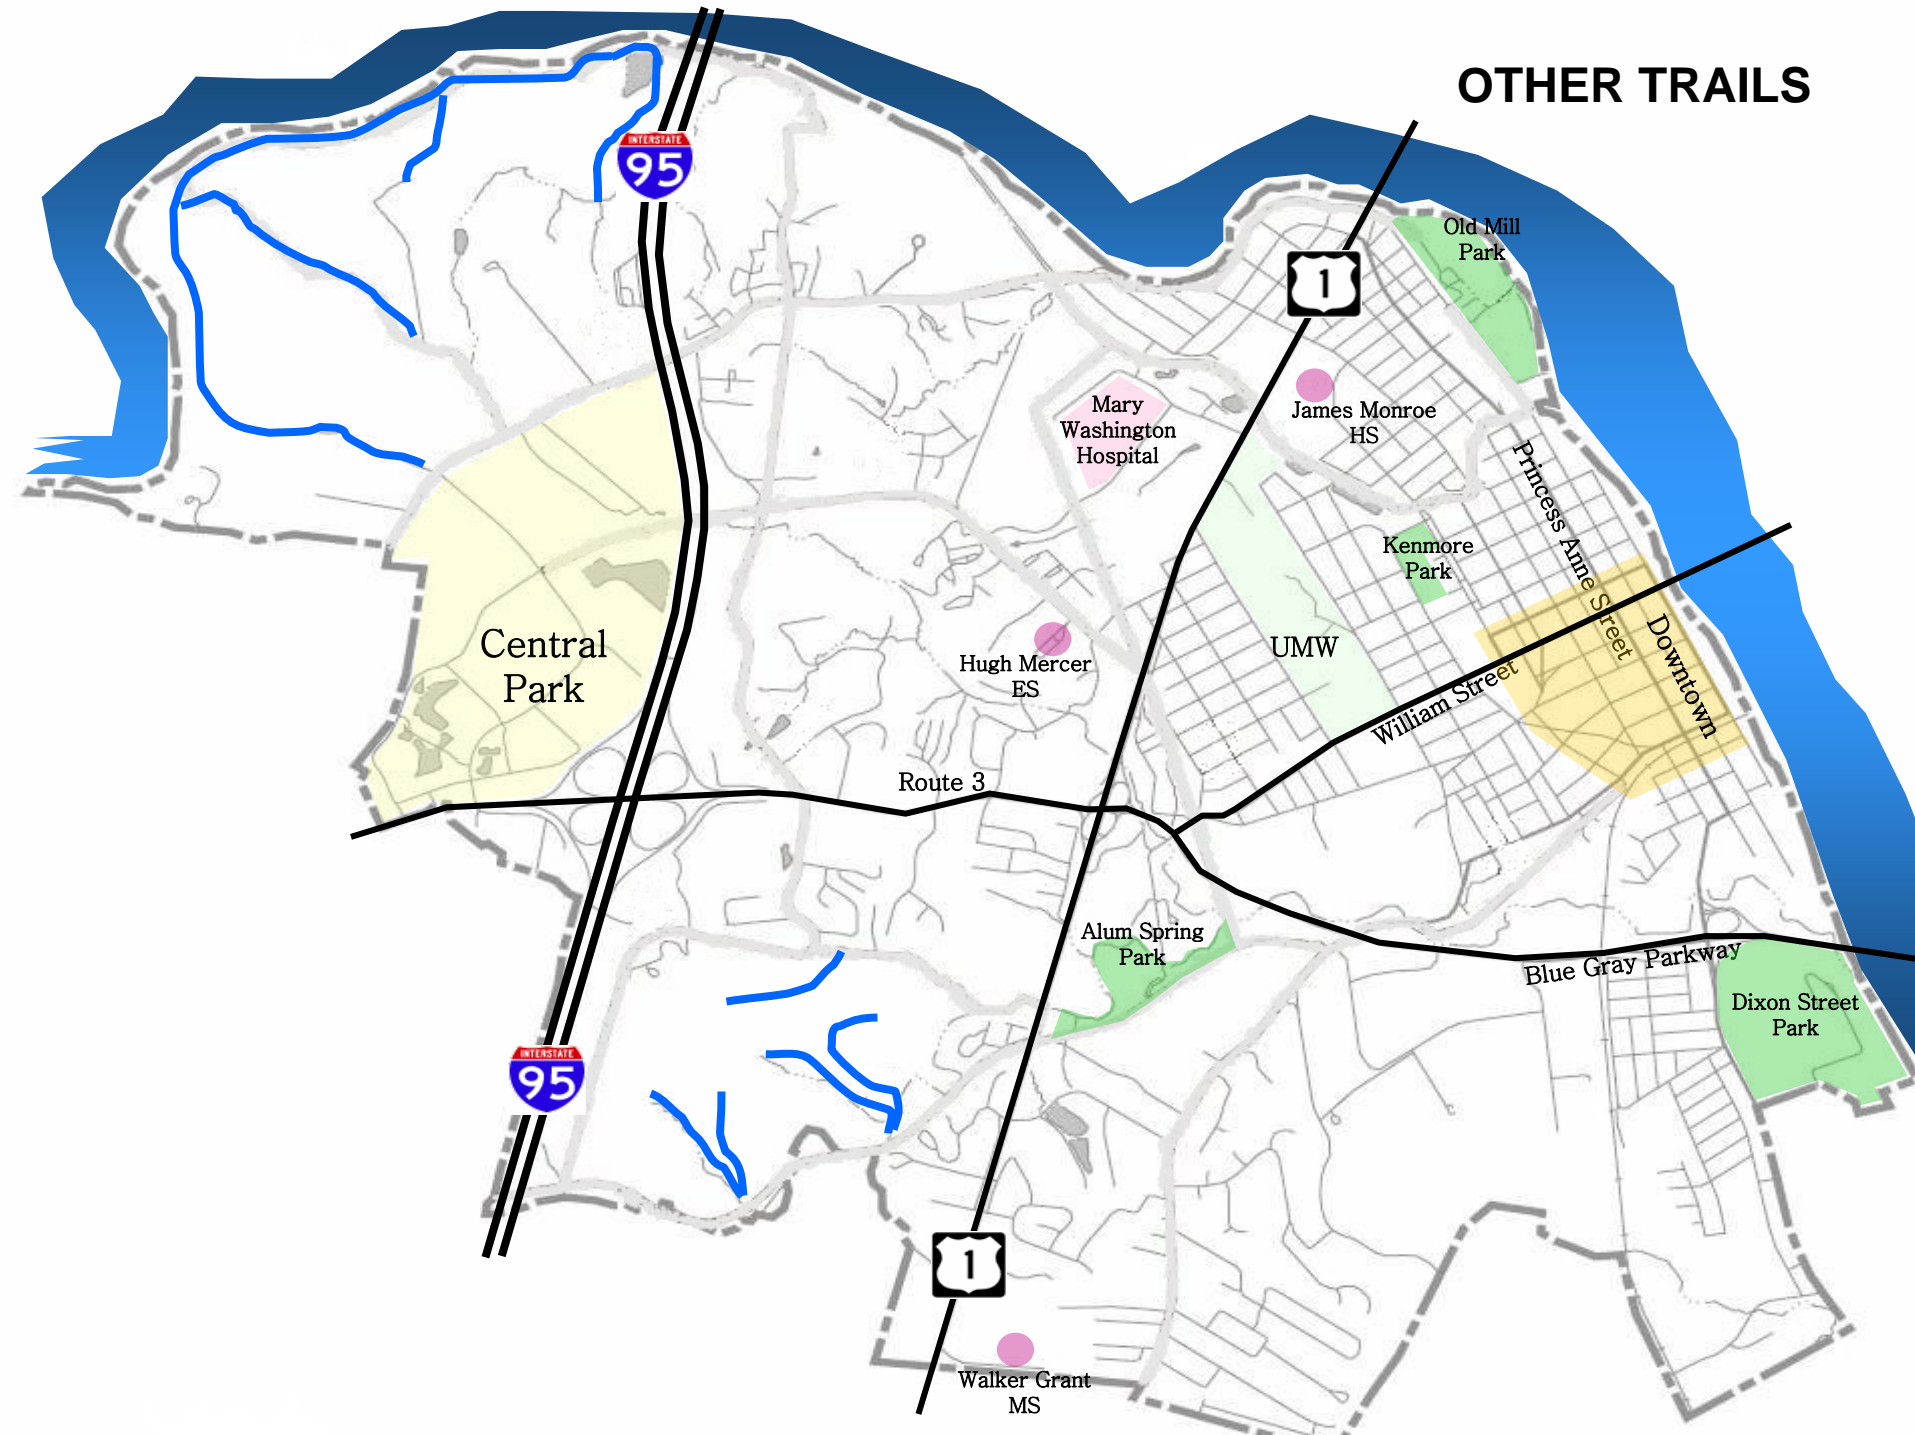 OTHER TRAILS
INTERSTATE
95
Old Mill
Park
1
James Monroe
HS
Mary
Washington
Hospital
Princess Anne Street
Kenmore
Park
Central
Park
Hugh Mercer
ES
UMW
William Street
Downtown
Route 3
Alum Spring
Park
Blue Gray Parkway
Dixon Street
Park
INTERSTATE
95
1
Walker Grant
MS